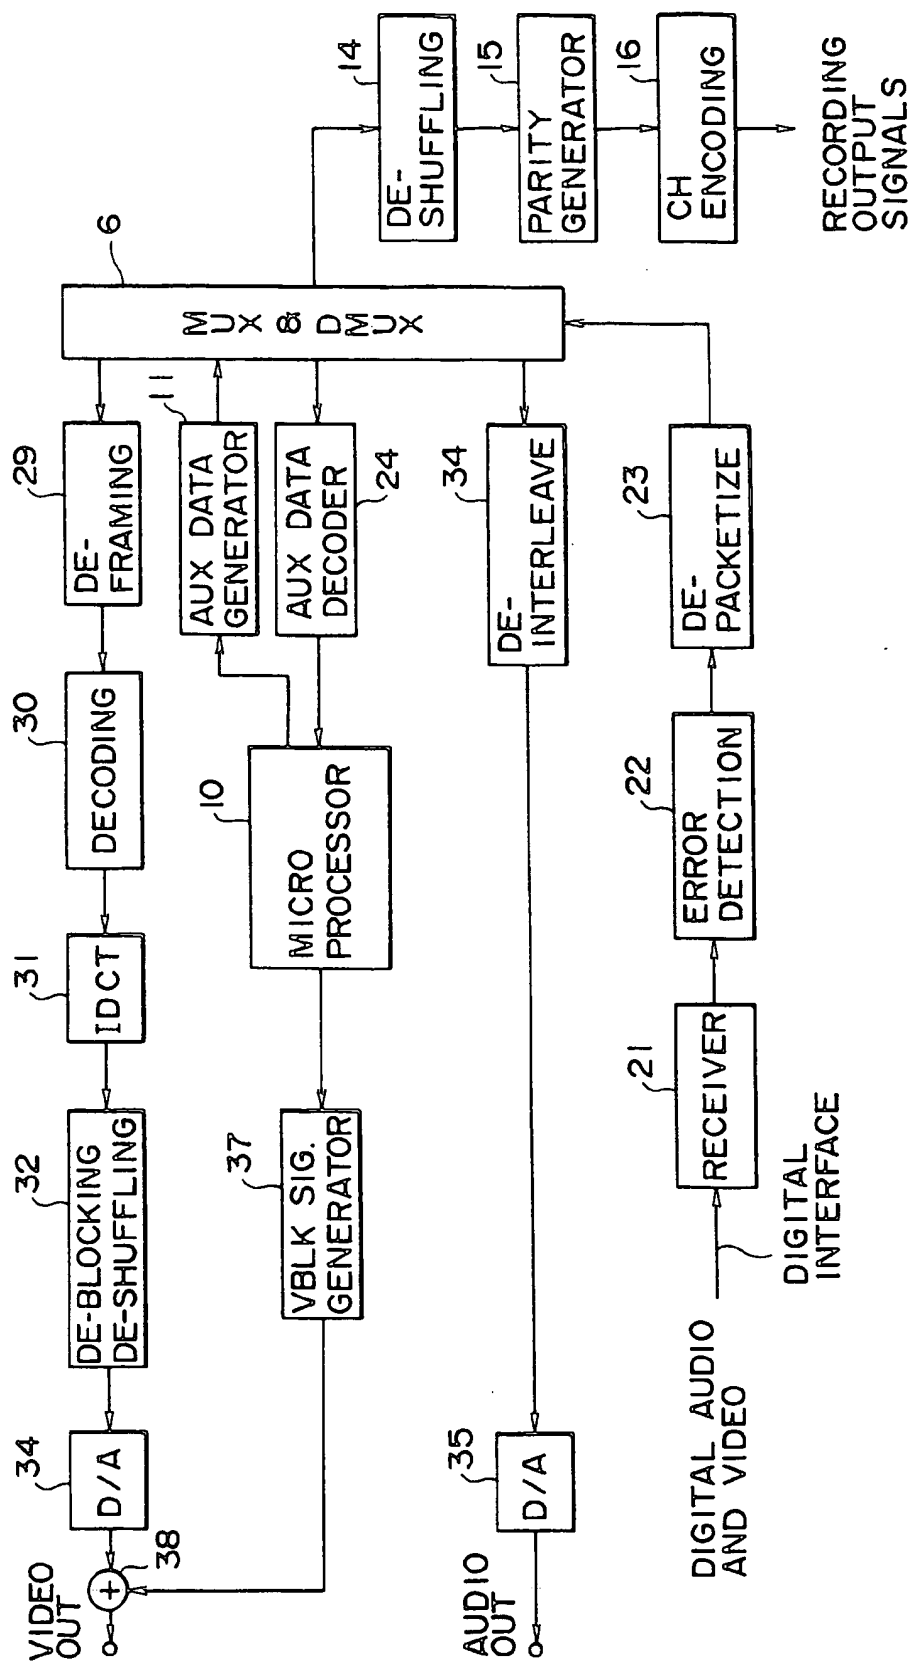 VIDEO
OUT
38
34
D/A
32
DE-BLOCKING
DE-SHUFFLING
31
IDCT
30
DECODING
29
DE-
FRAMING
37
VBLK SIG.
GENERATOR
10
MICRO
PROCESSOR
11
AUX DATA
GENERATOR
AUX DATA
DECODER
24
6
MUX & DMUX
14
DE-
SHUFFLING
15
PARITY
GENERATOR
16
CH
ENCODING
RECORDING
OUTPUT
SIGNALS
AUDIO
OUT
35
D/A
34
DE-
INTERLEAVE
DIGITAL AUDIO
AND VIDEO
DIGITAL
INTERFACE
21
RECEIVER
22
ERROR
DETECTION
23
DE-
PACKETIZE